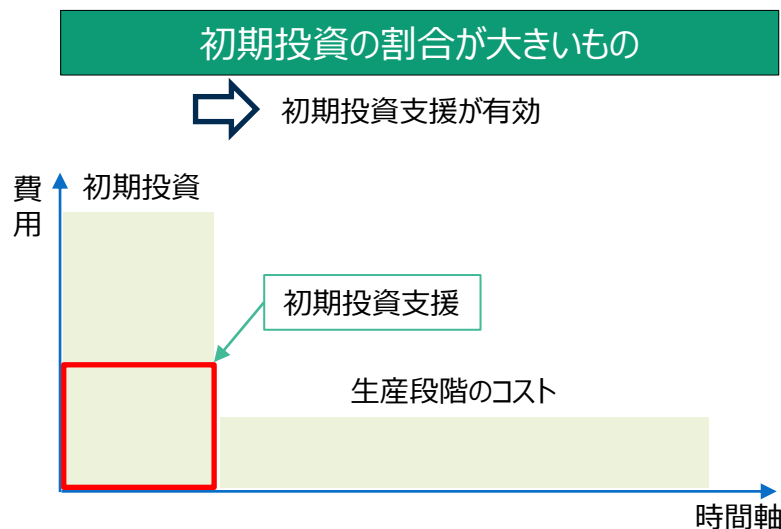 初期投資の割合が大きいもの
初期投資支援が有効
費
用
初期投資
初期投資支援
生産段階のコスト
時間軸